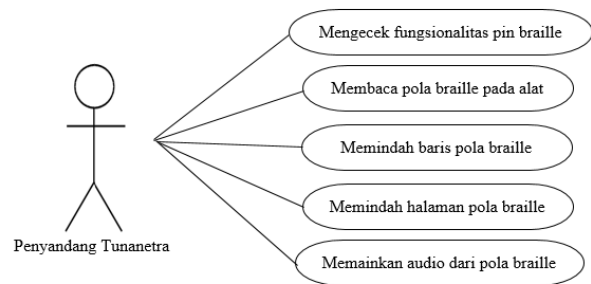 Mengecek fungsionalitas pin braille
Membaca pola braille pada alat
Memindah baris pola braille
Memindah halaman pola braille
Penyandang Tunanetra
Memainkan audio dari pola braille